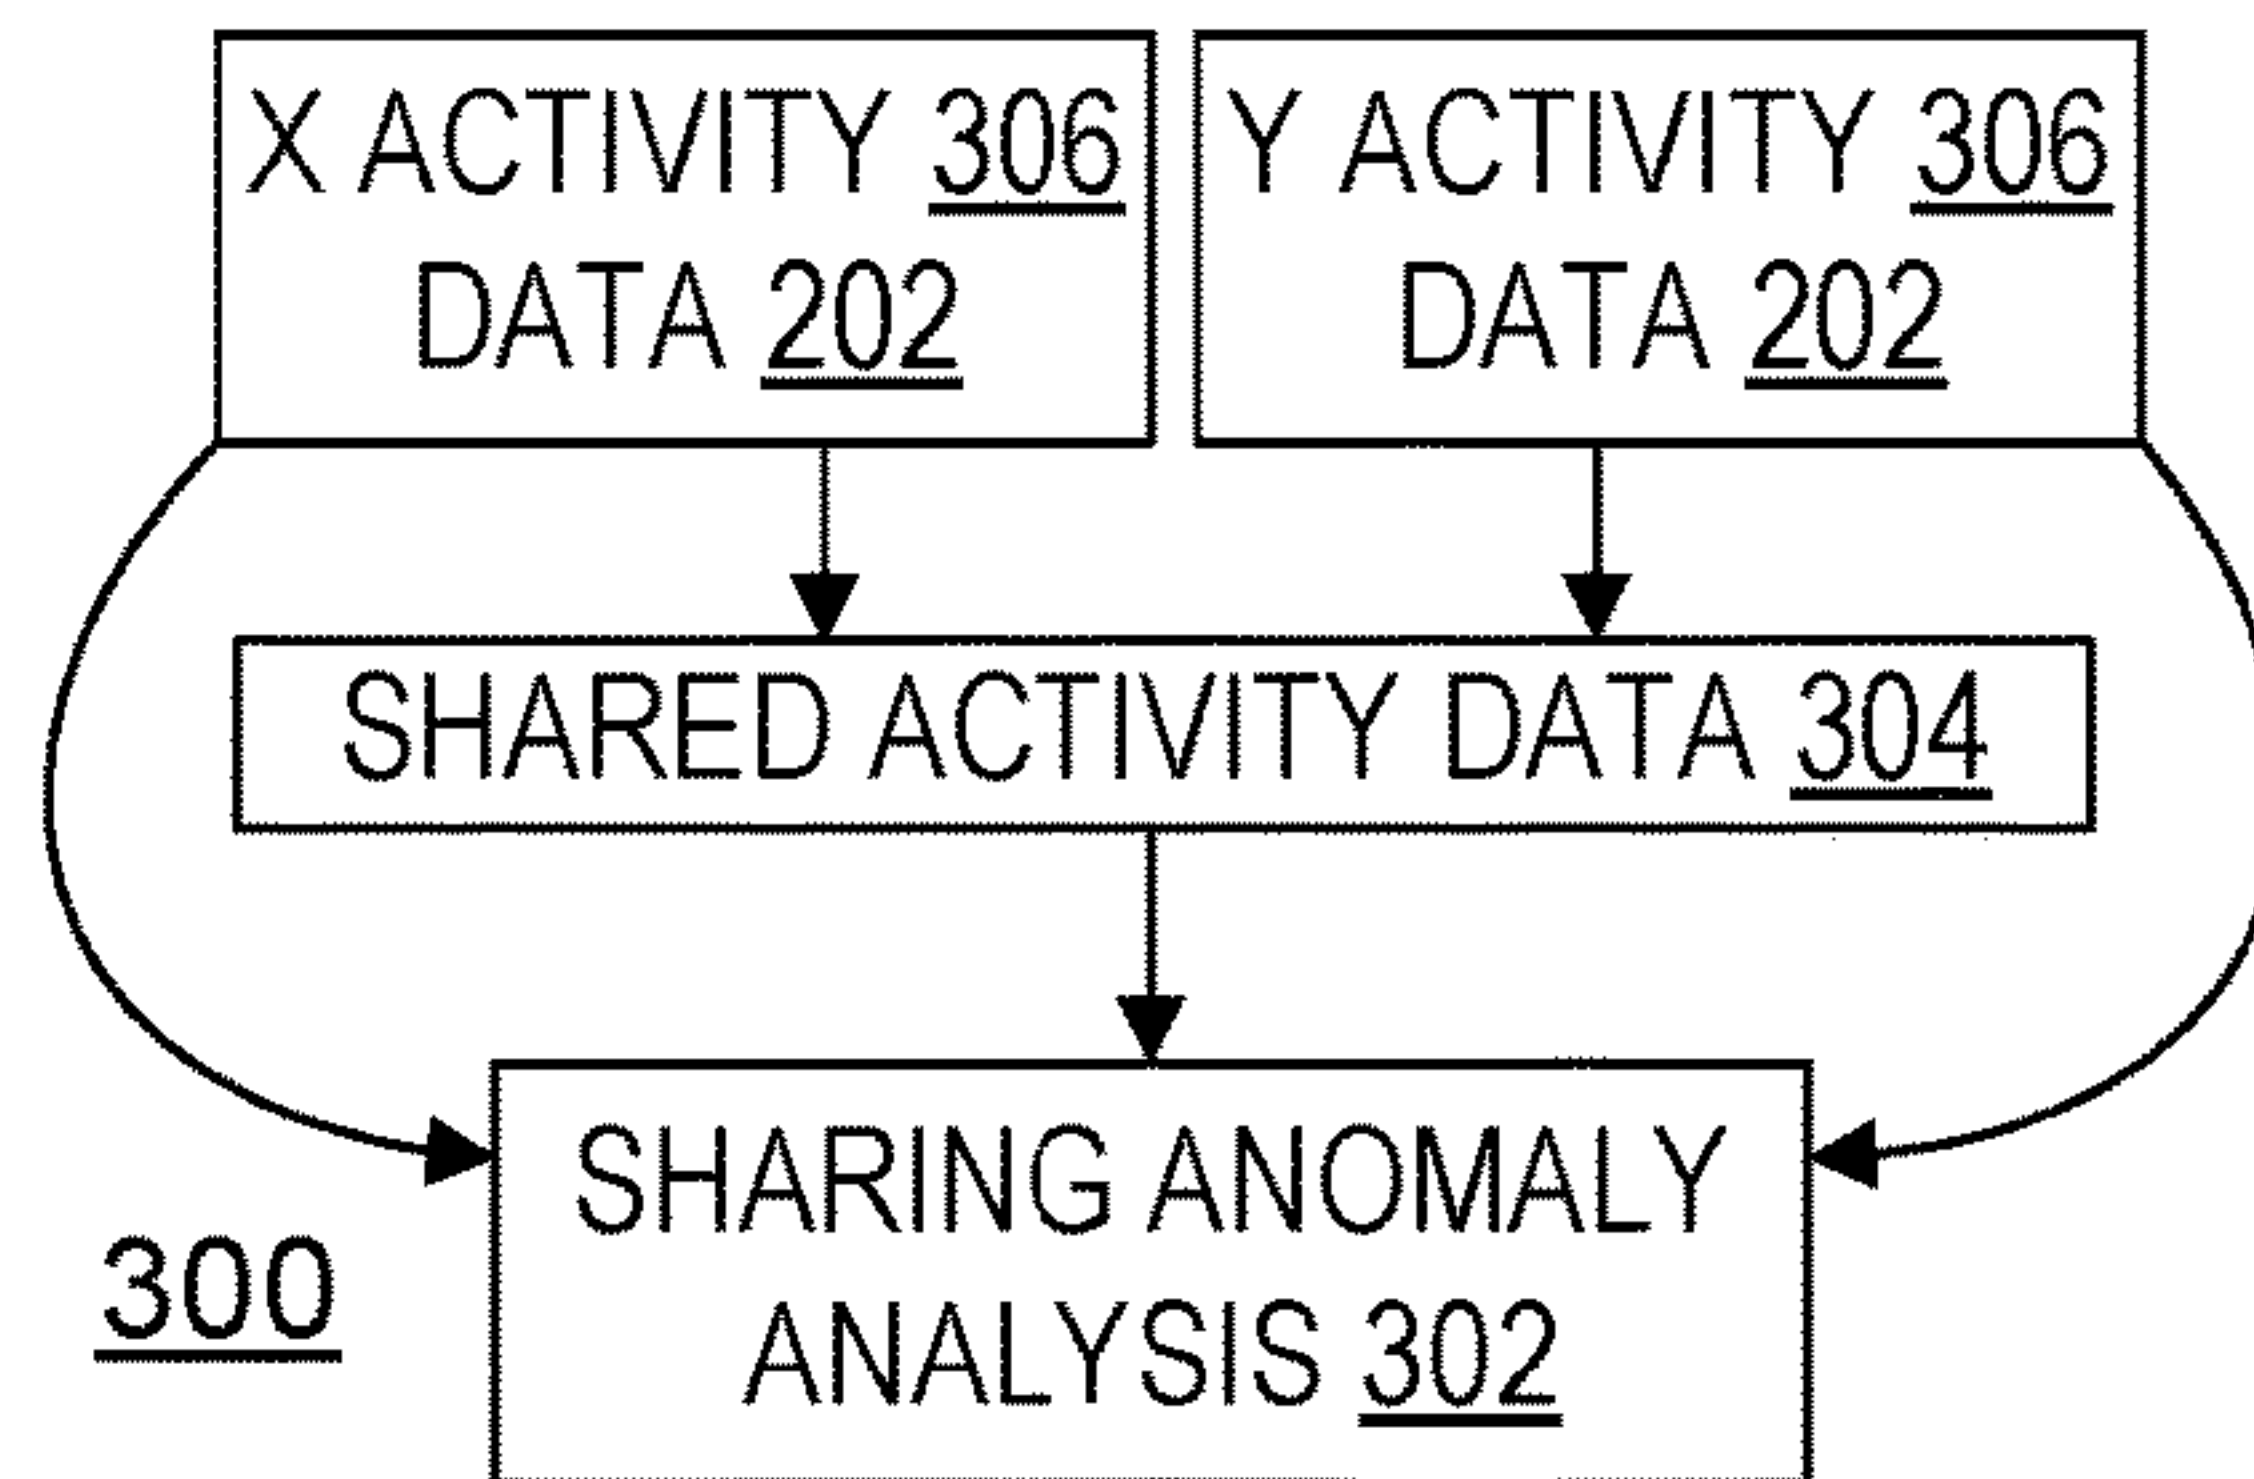 X ACTIVITY 306
DATA 202
Y ACTIVITY 306
DATA 202
SHARED ACTIVITY DATA 304
SHARING ANOMALY
ANALYSIS 302
300